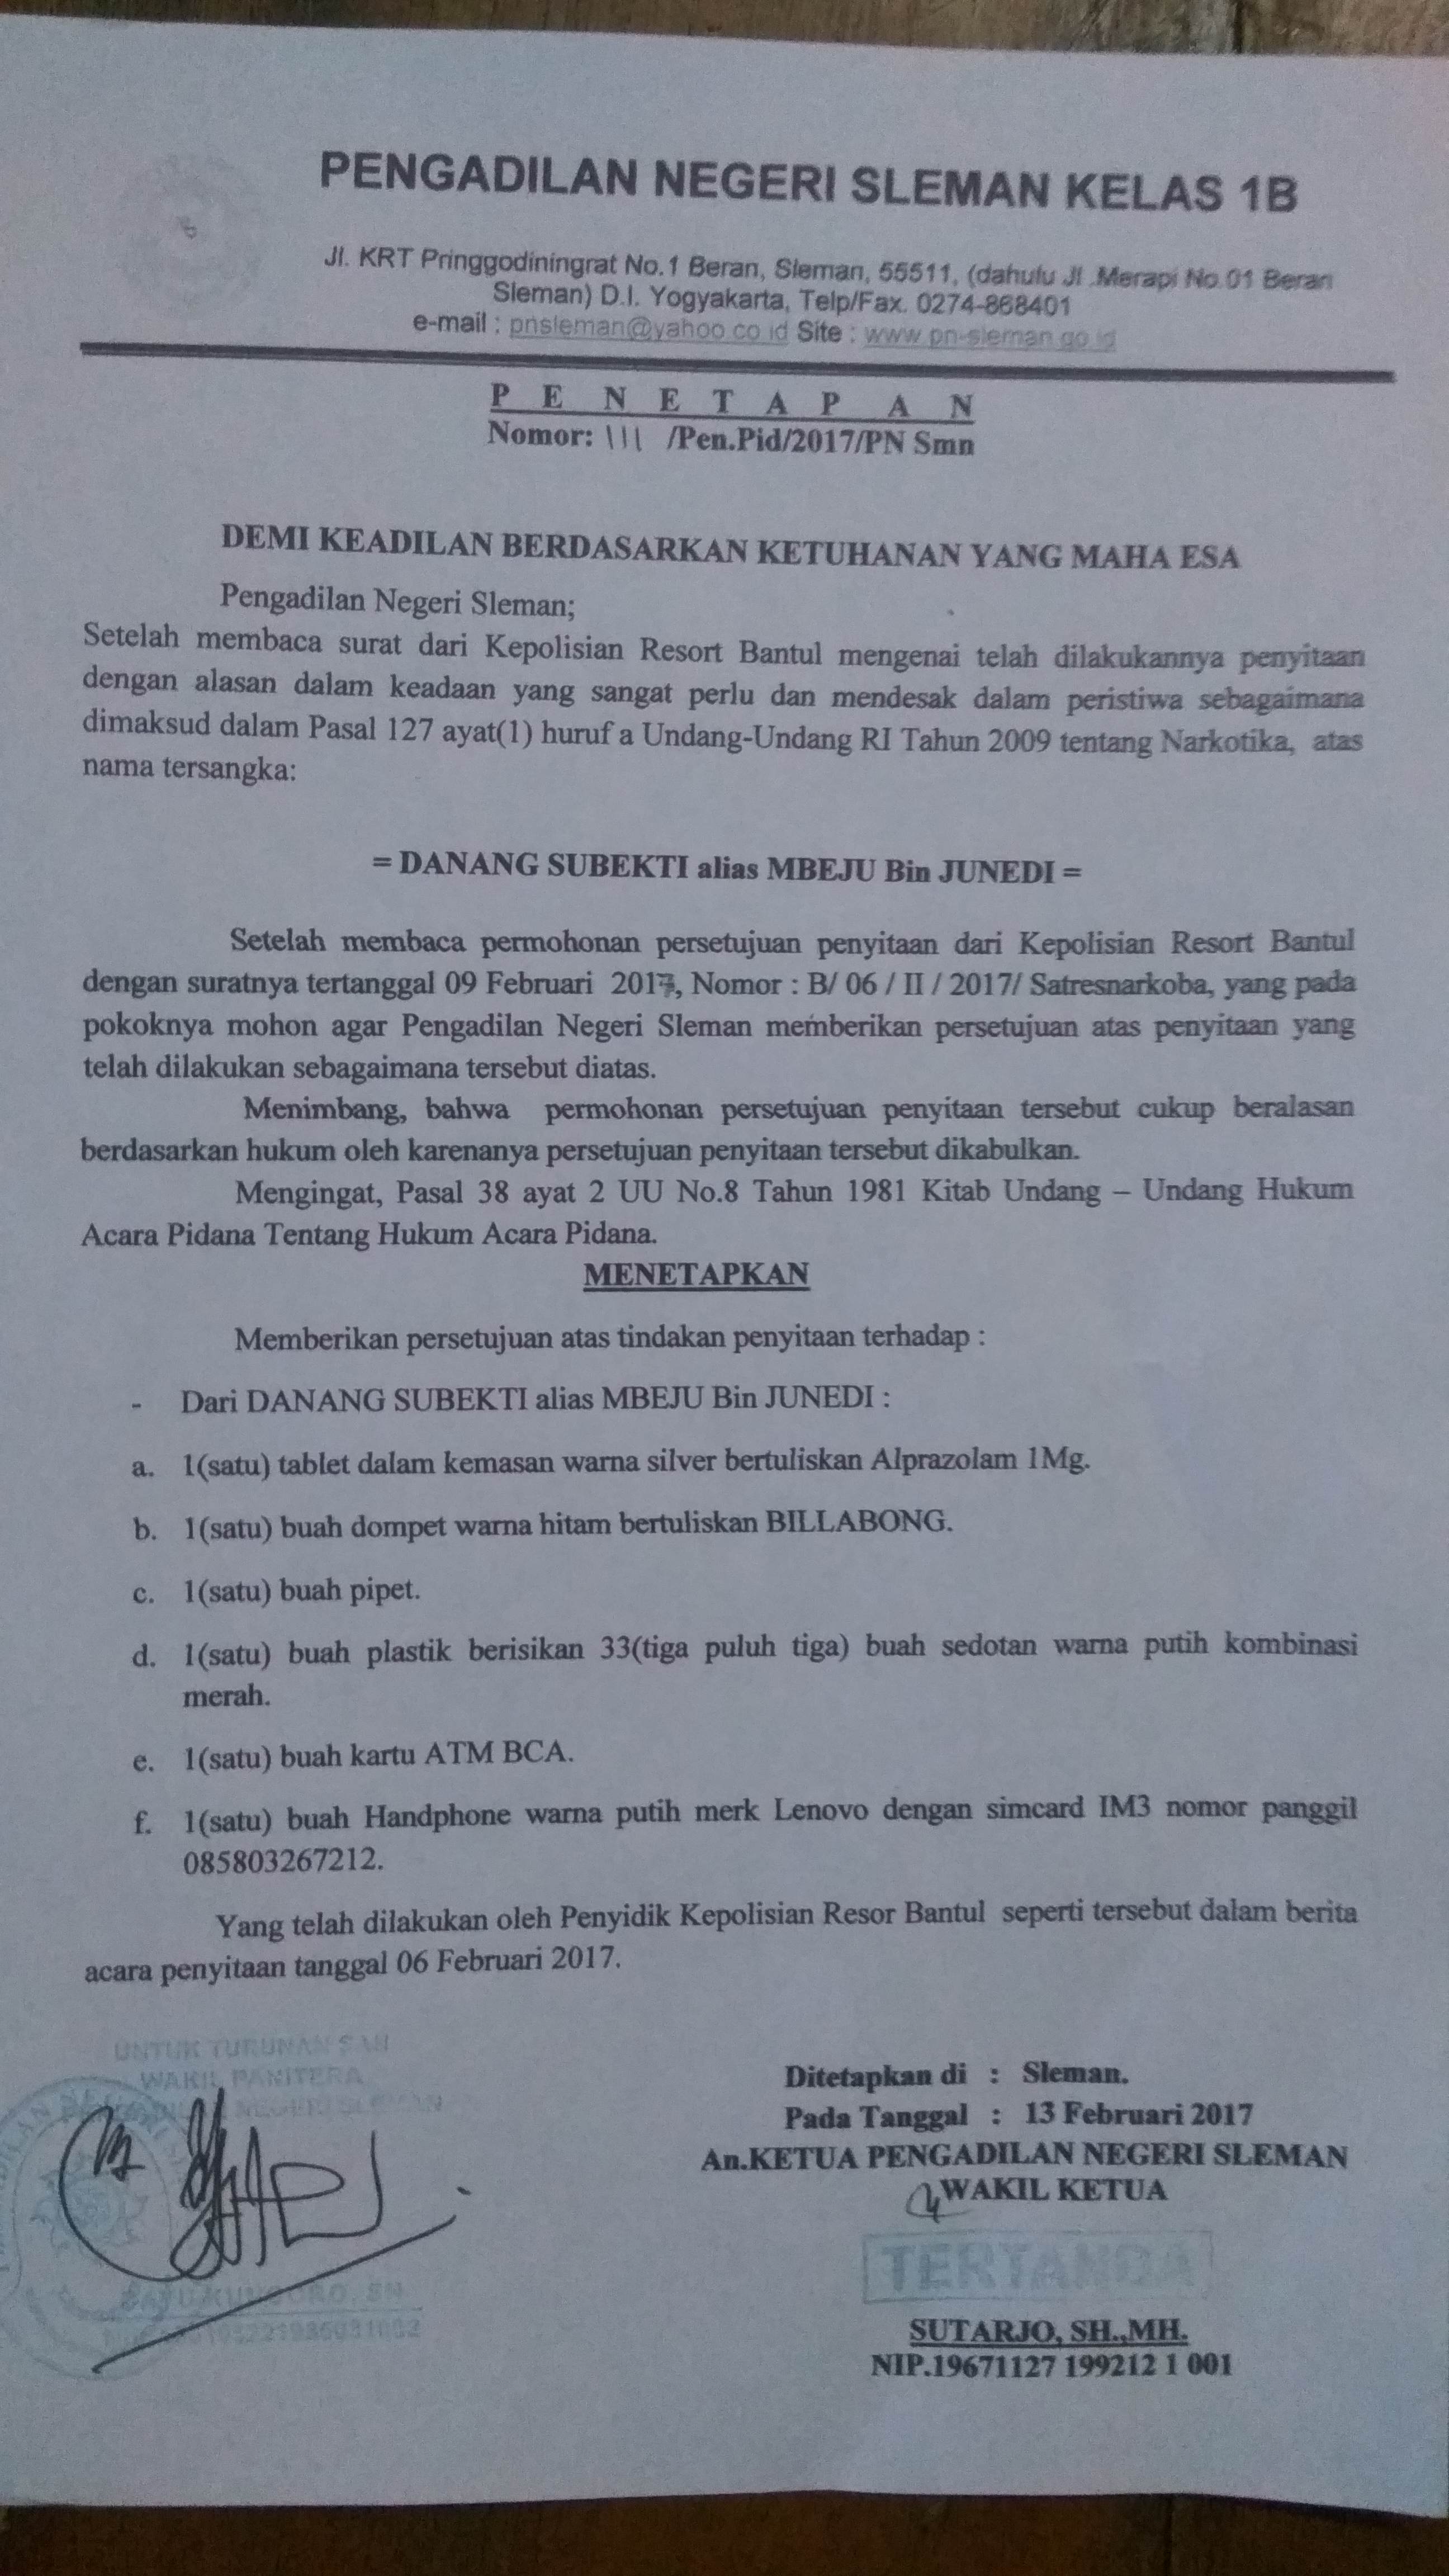 PENGADILAN NEGERI SLEMAN KELAS 1B
Jl. KRT Pringgodiningrat No.1 Beran, Sleman, 55511, (dahulu Jl .Merapi No.01 Beran
Sleman) D.I. Yogyakarta, Telp/Fax. 0274-868401
e-mail : pnsleman@yahoo.co.id Site : www.pn-sleman.go.id
P E N E T A P A N
Nomor: 111 /Pen.Pid/2017/PN Smn
DEMI KEADILAN BERDASARKAN KETUHANAN YANG MAHA ESA
Pengadilan Negeri Sleman;
Setelah membaca surat dari Kepolisian Resort Bantul mengenai telah dilakukannya penyitaan
dengan alasan dalam keadaan yang sangat perlu dan mendesak dalam peristiwa sebagaimana
dimaksud dalam Pasal 127 ayat(1) huruf a Undang-Undang RI Tahun 2009 tentang Narkotika, atas
nama tersangka:
= DANANG SUBEKTI alias MBEJU Bin JUNEDI =
Setelah membaca permohonan persetujuan penyitaan dari Kepolisian Resort Bantul
dengan suratnya tertanggal 09 Februari 2017, Nomor : B/ 06 / II / 2017/ Satresnarkoba, yang pada
pokoknya mohon agar Pengadilan Negeri Sleman memberikan persetujuan atas penyitaan yang
telah dilakukan sebagaimana tersebut diatas.
Menimbang, bahwa permohonan persetujuan penyitaan tersebut cukup beralasan
berdasarkan hukum oleh karenanya persetujuan penyitaan tersebut dikabulkan.
Mengingat, Pasal 38 ayat 2 UU No.8 Tahun 1981 Kitab Undang – Undang Hukum
Acara Pidana Tentang Hukum Acara Pidana.
MENETAPKAN
Memberikan persetujuan atas tindakan penyitaan terhadap :
- Dari DANANG SUBEKTI alias MBEJU Bin JUNEDI :
a. 1(satu) tablet dalam kemasan warna silver bertuliskan Alprazolam 1Mg.
b. 1(satu) buah dompet warna hitam bertuliskan BILLABONG.
c. 1(satu) buah pipet.
d. 1(satu) buah plastik berisikan 33(tiga puluh tiga) buah sedotan warna putih kombinasi
merah.
e. 1(satu) buah kartu ATM BCA.
f. 1(satu) buah Handphone warna putih merk Lenovo dengan simcard IM3 nomor panggil
085803267212.
Yang telah dilakukan oleh Penyidik Kepolisian Resor Bantul seperti tersebut dalam berita
acara penyitaan tanggal 06 Februari 2017.
UNTUK TURUNAN SAH
WAKIL PANITERA
NEGERI SLEMAN
Ditetapkan di : Sleman.
Pada Tanggal : 13 Februari 2017
An.KETUA PENGADILAN NEGERI SLEMAN
WAKIL KETUA
TERTANDA
SUTARJO, SH.,MH.
NIP.19671127 199212 1 001